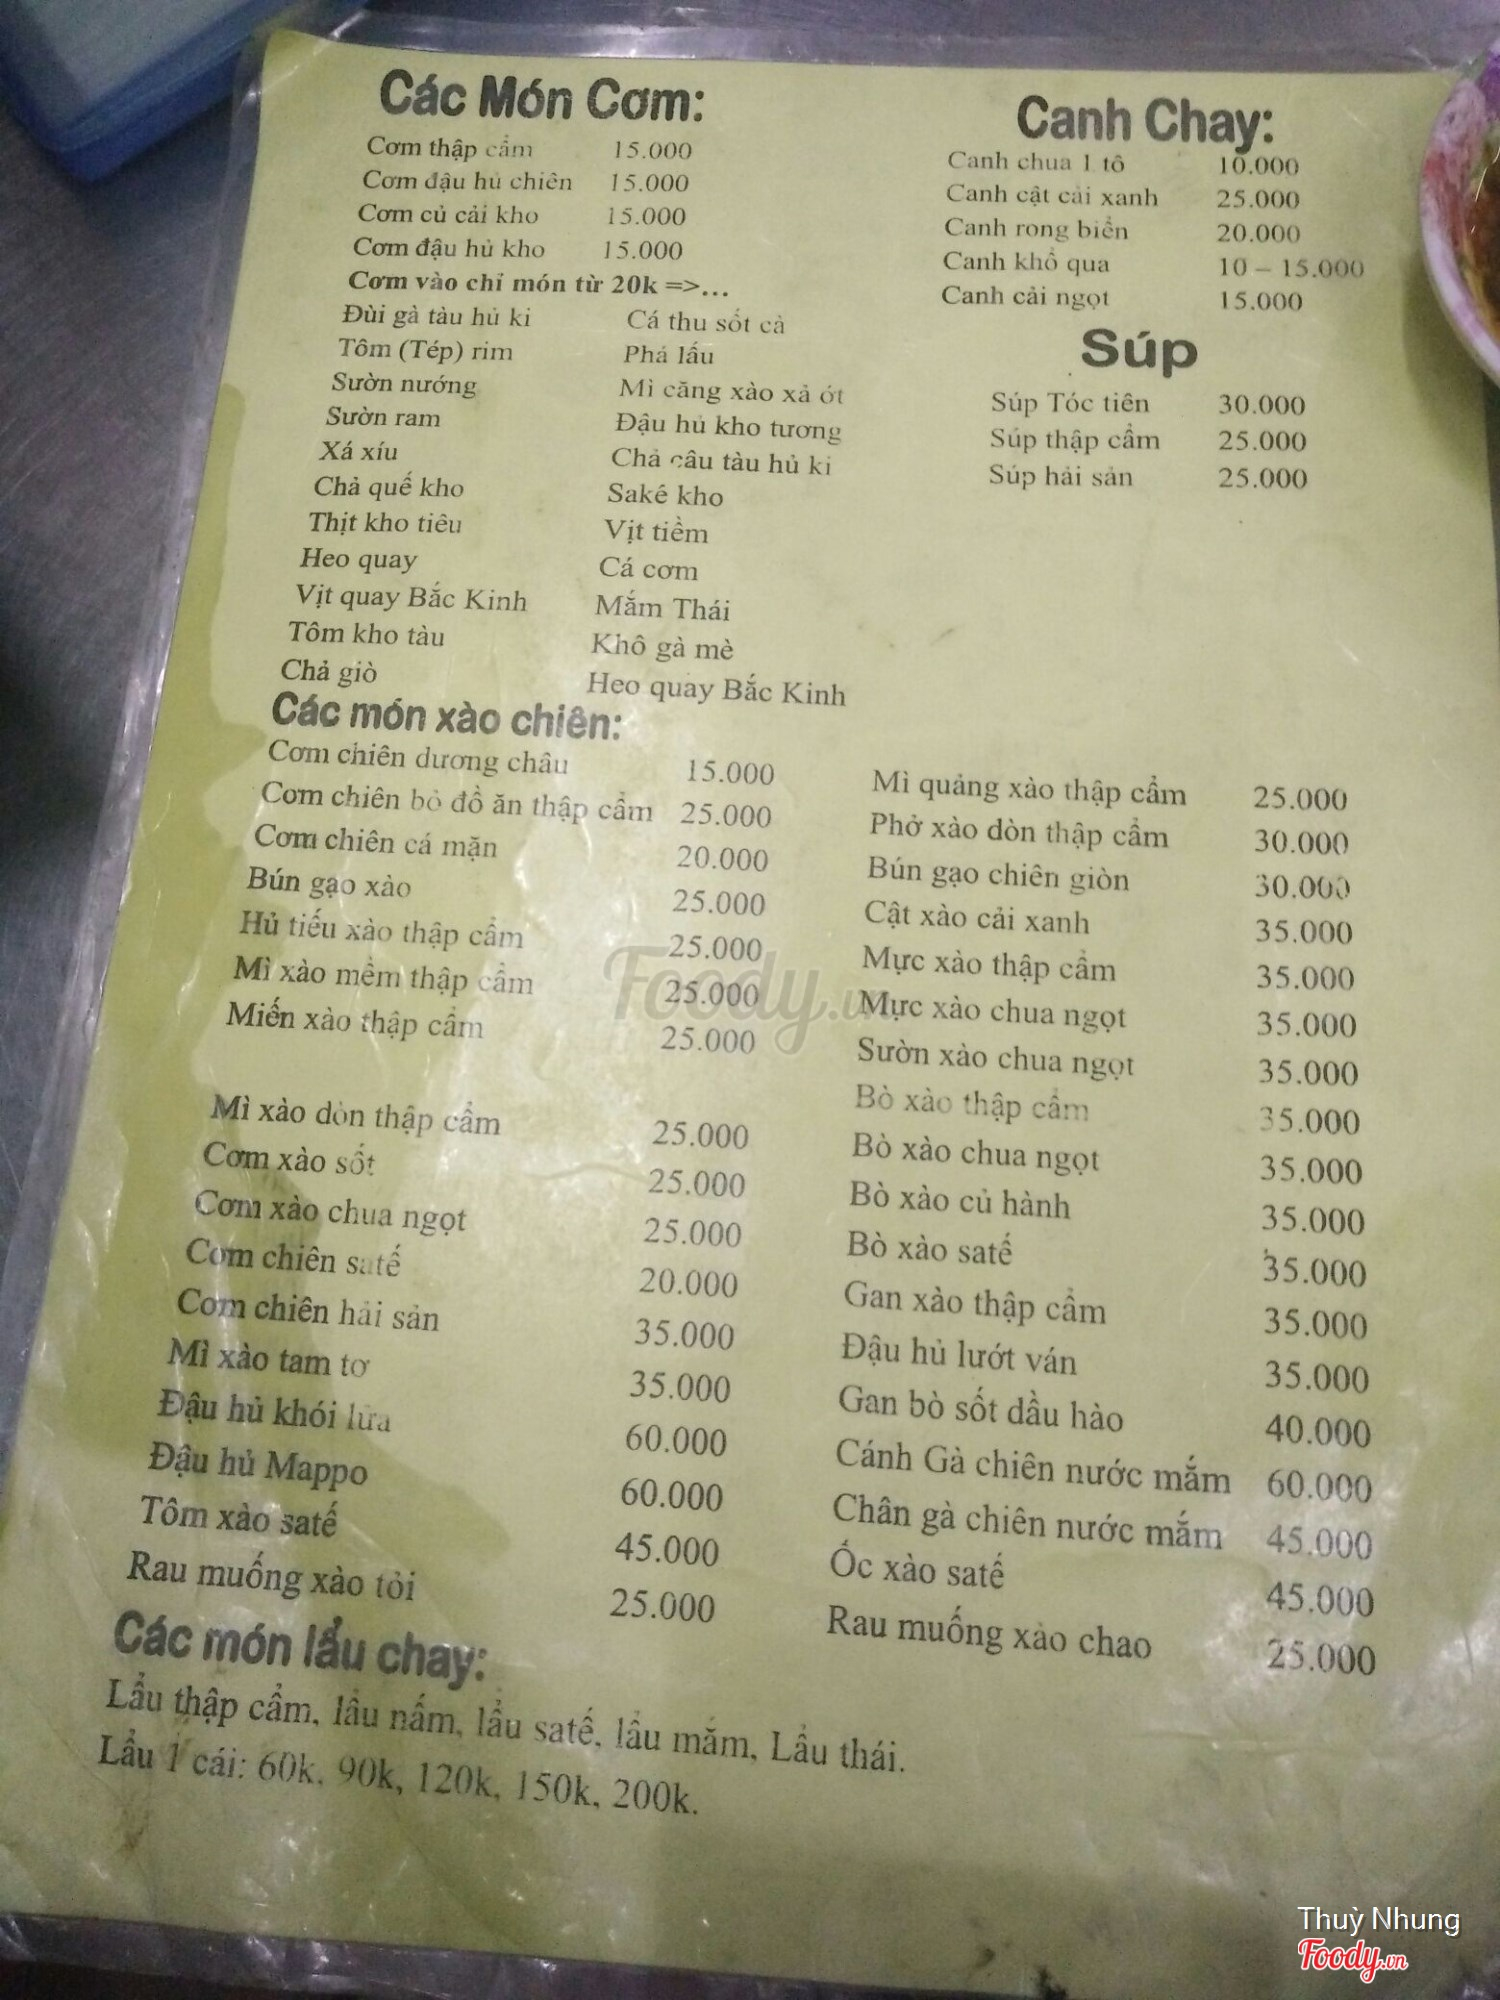 Các Món Cơm:
Cơm thập cẩm 15.000
Cơm đậu hủ chiên 15.000
Cơm củ cải kho 15.000
Cơm đậu hủ kho 15.000
Cơm vào chỉ món từ 20k =>...
Đùi gà tàu hủ ki Cá thu sốt cà
Tôm (Tép) rim Phá lấu
Sườn nướng Mì căng xào xả ớt
Sườn ram Đậu hủ kho tương
Xá xíu Chả câu tàu hủ ki
Chả quế kho Saké kho
Thịt kho tiêu Vịt tiềm
Heo quay Cá cơm
Vịt quay Bắc Kinh Mắm Thái
Tôm kho tàu Khô gà mè
Chả giò Heo quay Bắc Kinh
Canh Chay:
Canh chua 1 tô 10.000
Canh cật cải xanh 25.000
Canh rong biển 20.000
Canh khổ qua 10 – 15.000
Canh cải ngọt 15.000
Súp
Súp Tóc tiên 30.000
Súp thập cẩm 25.000
Súp hải sản 25.000
Các món xào chiên:
Cơm chiên dương châu 15.000
Cơm chiên bỏ đồ ăn thập cẩm 25.000
Cơm chiên cá mặn 20.000
Bún gạo xào 25.000
Hủ tiếu xào thập cẩm 25.000
Mì xào mềm thập cẩm 25.000
Miến xào thập cẩm 25.000
Mì xào dòn thập cẩm 25.000
Cơm xào sốt 25.000
Cơm xào chua ngọt 25.000
Cơm chiên satế 20.000
Cơm chiên hải sản 35.000
Mì xào tam tơ 35.000
Đậu hủ khói lửa 60.000
Đậu hủ Mappo 60.000
Tôm xào satế 45.000
Rau muống xào tỏi 25.000
Mì quảng xào thập cẩm 25.000
Phở xào dòn thập cẩm 30.000
Bún gạo chiên giòn 30.000
Cật xào cải xanh 35.000
Mực xào thập cẩm 35.000
Mực xào chua ngọt 35.000
Sườn xào chua ngọt 35.000
Bò xào thập cẩm 35.000
Bò xào chua ngọt 35.000
Bò xào củ hành 35.000
Bò xào satế 35.000
Gan xào thập cẩm 35.000
Đậu hủ lướt ván 35.000
Gan bò sốt dầu hào 40.000
Cánh Gà chiên nước mắm 60.000
Chân gà chiên nước mắm 45.000
Ốc xào satế 45.000
Rau muống xào chao 25.000
Các món lẩu chay:
Lẩu thập cẩm, lẩu nấm, lẩu satế, lẩu mắm, Lẩu thái.
Lẩu 1 cái: 60k, 90k, 120k, 150k, 200k.
Foody.vn
Thuỳ Nhung
Foody.vn